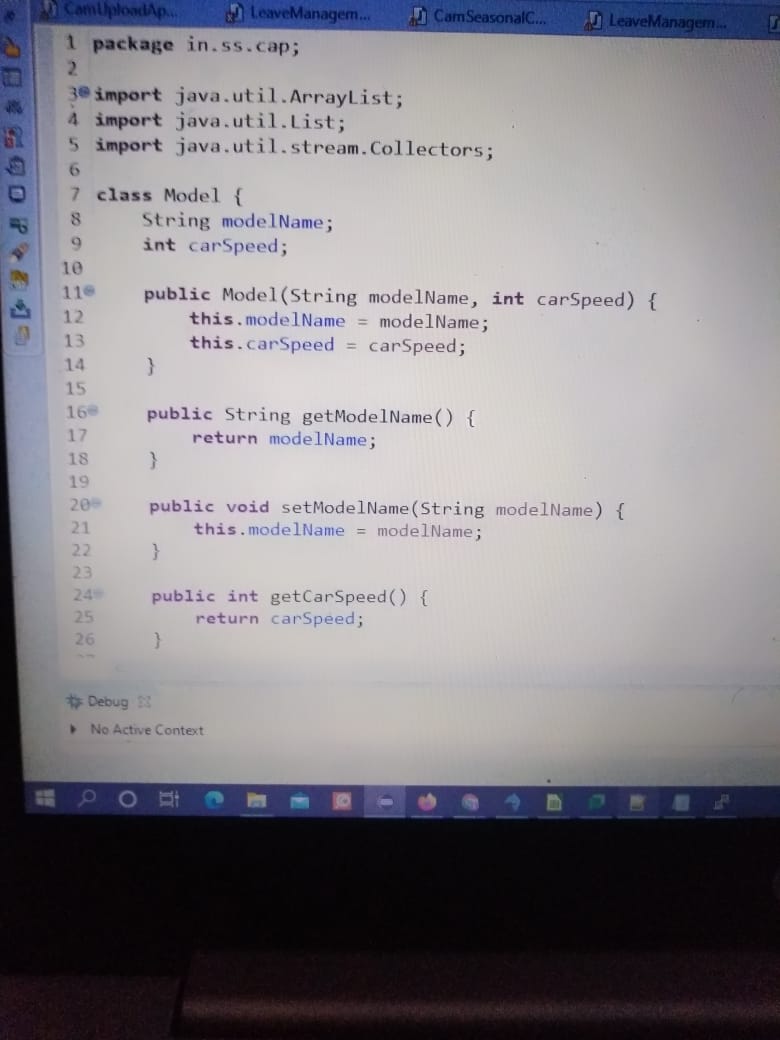 CamUploadAp... LeaveManagem... CamSeasonalC... LeaveManagem...
1 package in.ss.cap;
2
3 import java.util.ArrayList;
4 import java.util.List;
5 import java.util.stream.Collectors;
6
7 class Model {
8 String modelName;
9 int carSpeed;
10
11 public Model(String modelName, int carSpeed) {
12 this.modelName = modelName;
13 this.carSpeed = carSpeed;
14 }
15
16 public String getModelName() {
17 return modelName;
18 }
19
20 public void setModelName(String modelName) {
21 this.modelName = modelName;
22 }
23
24 public int getCarSpeed() {
25 return carSpeed;
26 }
Debug
No Active Context